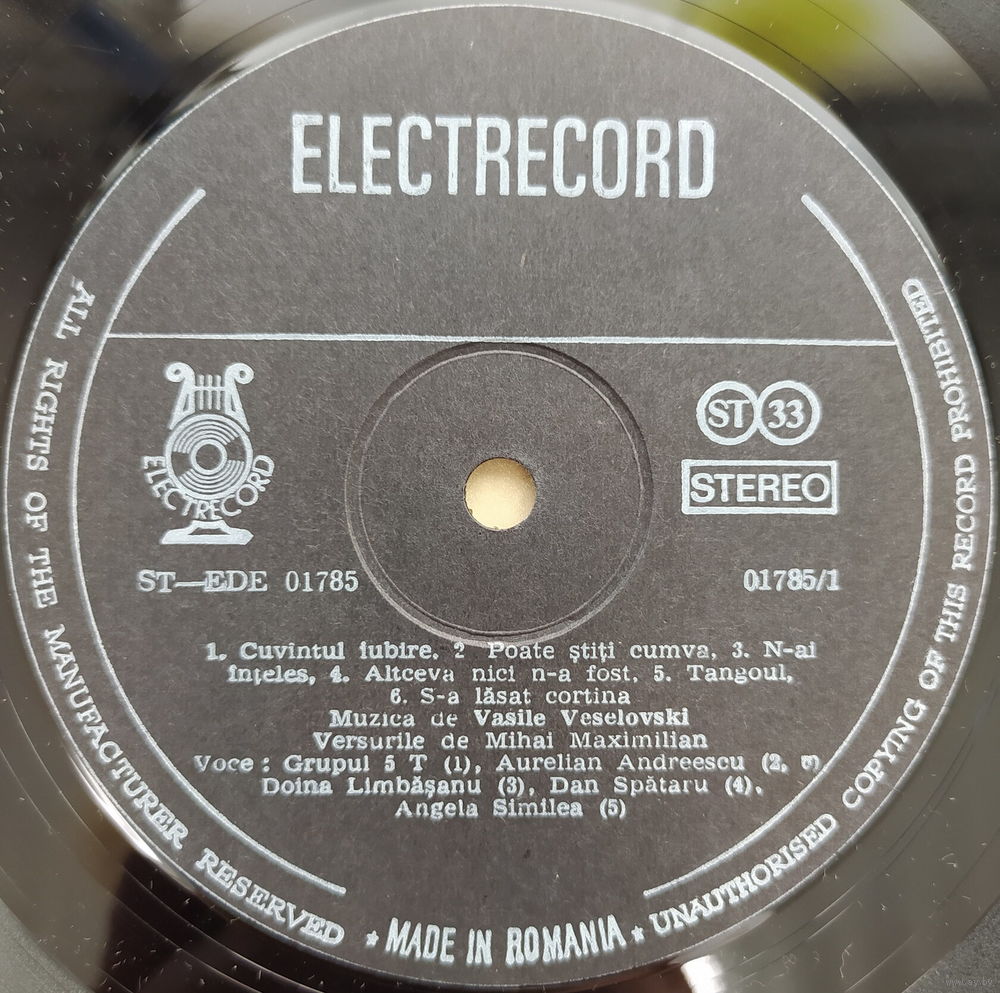 ELECTRECORD
ALL RIGHTS OF THE MANUFACTURER RESERVED
★ MADE IN ROMANIA ★
UNAUTHORISED COPYING OF THIS RECORD PROHIBITED
ELECTRECORD
ST 33
STEREO
ST—EDE 01785
01785/1
1. Cuvintul iubire, 2 Poate știți cumva, 3. N-ai
înțeles, 4. Altceva nici n-a fost, 5. Tangoul,
6. S-a lăsat cortina
Muzica de Vasile Veselovski
Versurile de Mihai Maximilian
Voce : Grupul 5 T (1), Aurelian Andreescu (2,
Doina Limbășanu (3), Dan Spătaru (4),
Angela Similea (5)
www.ay.by